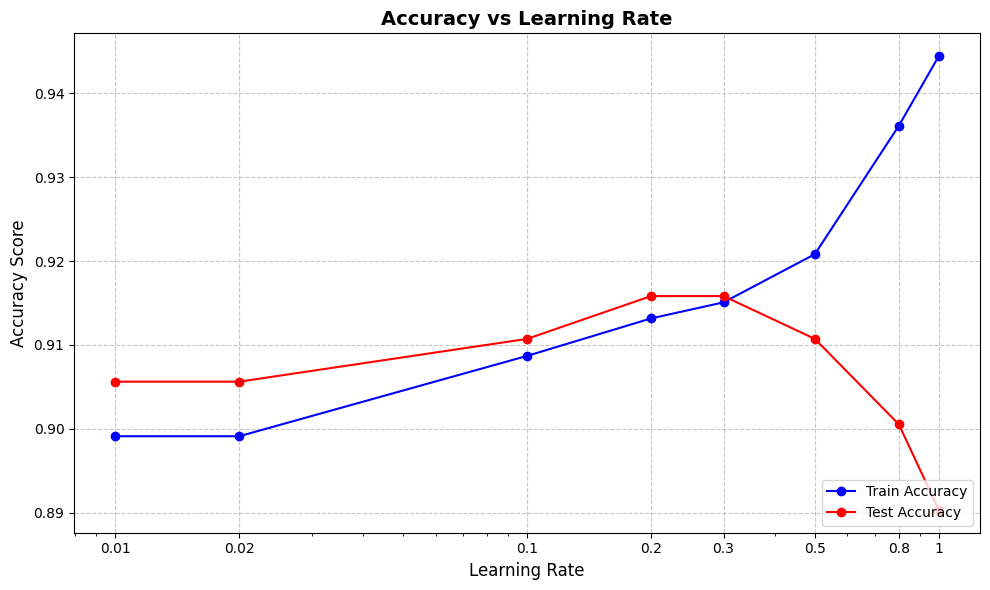 Accuracy vs Learning Rate
Accuracy Score
0.94
0.93
0.92
0.91
0.90
0.89
0.01 0.02 0.1 0.2 0.3 0.5 0.8 1
Learning Rate
Train Accuracy
Test Accuracy